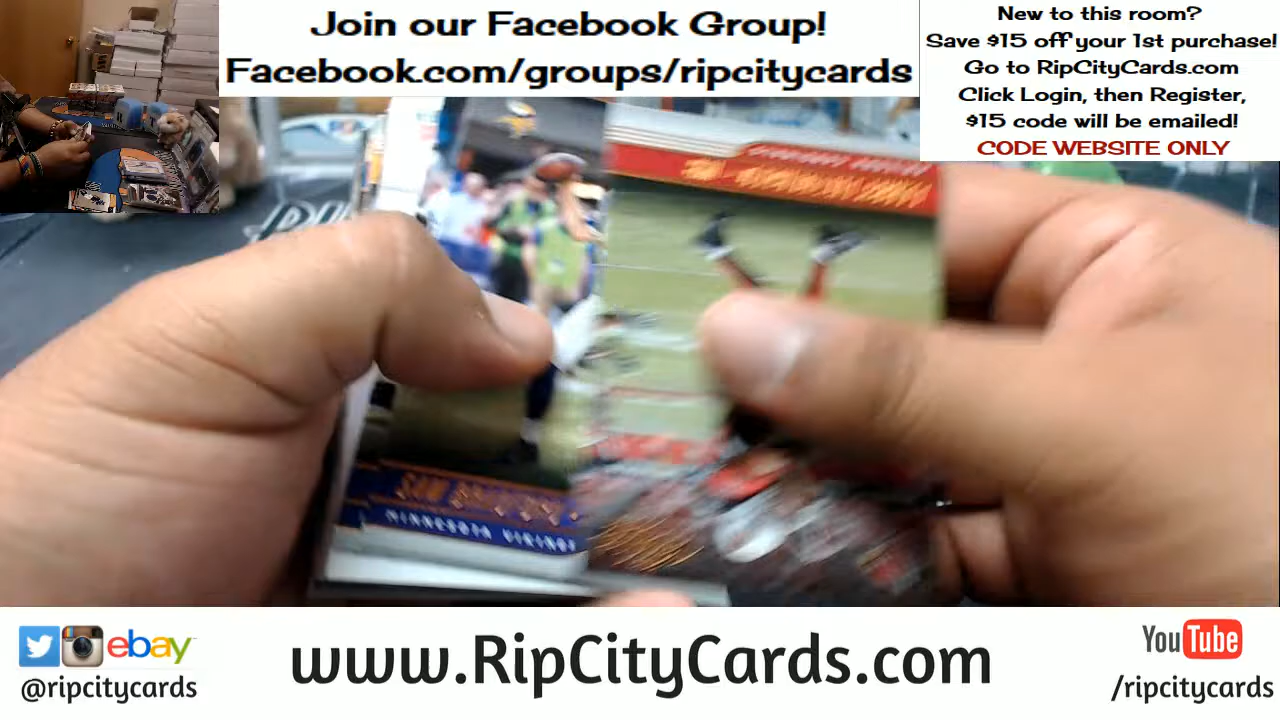 Join our Facebook Group!
Facebook.com/groups/ripcitycards
New to this room?
Save $15 off your 1st purchase!
Go to RipCityCards.com
Click Login, then Register,
$15 code will be emailed!
CODE WEBSITE ONLY
SAM BRADFORD
MINNESOTA VIKINGS
ebay
@ripcitycards
www.RipCityCards.com
YouTube
/ripcitycards